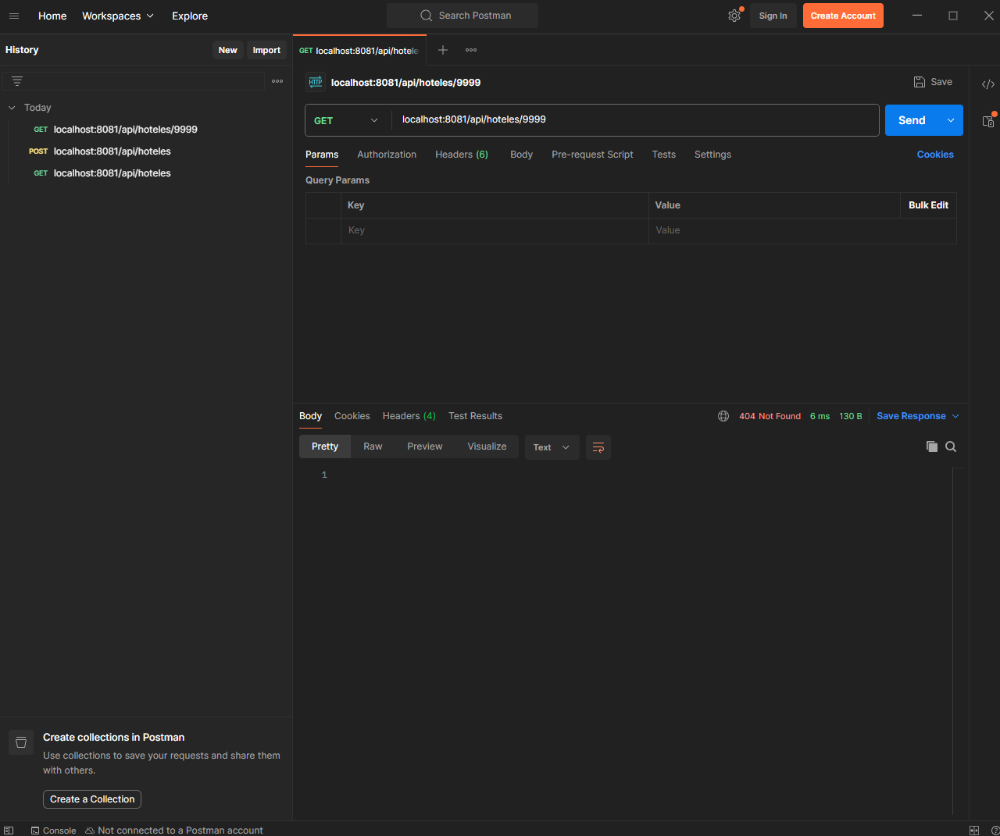 Home Workspaces Explore Search Postman Sign In Create Account
History New Import
GET localhost:8081/api/hotele
HTTP localhost:8081/api/hoteles/9999 Save
Today
GET localhost:8081/api/hoteles/9999
POST localhost:8081/api/hoteles
GET localhost:8081/api/hoteles
GET localhost:8081/api/hoteles/9999 Send
Params Authorization Headers (6) Body Pre-request Script Tests Settings Cookies
Query Params
Key Value Bulk Edit
Key Value
Body Cookies Headers (4) Test Results 404 Not Found 6 ms 130 B Save Response
Pretty Raw Preview Visualize Text
1
Create collections in Postman
Use collections to save your requests and share them
with others.
Create a Collection
Console Not connected to a Postman account